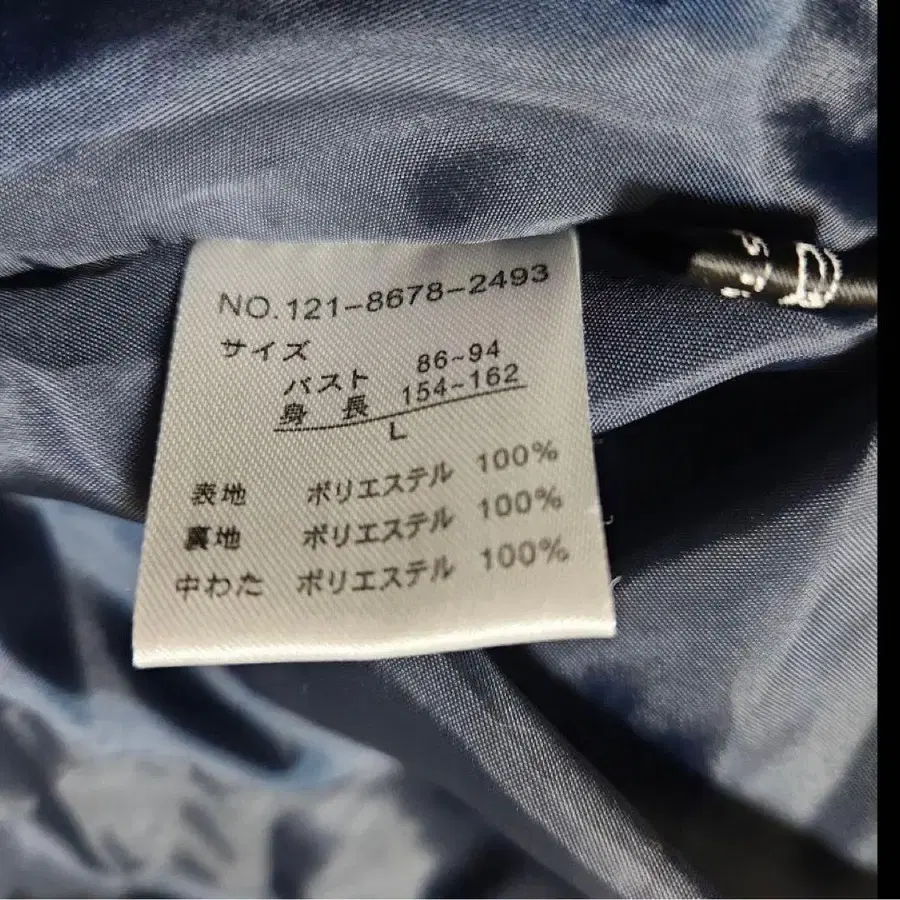 NO.121-8678-2493
サイズ
バスト 86~94
身 長 154~162
L
表地 ポリエステル 100%
裏地 ポリエステル 100%
中わた ポリエステル 100%